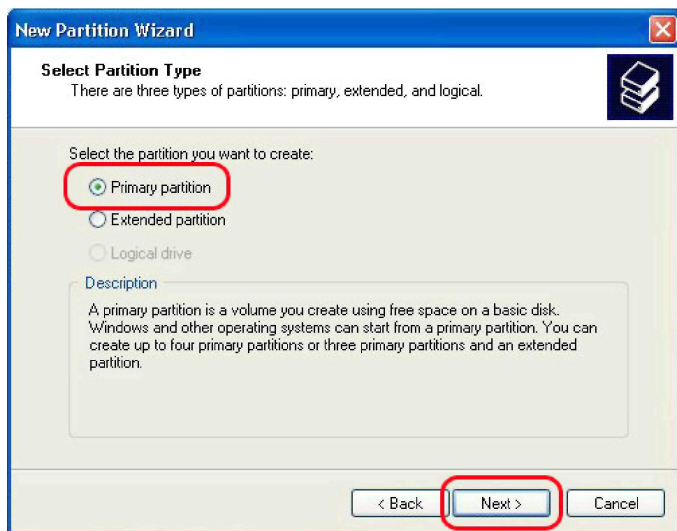 New Partition Wizard
Select Partition Type
There are three types of partitions: primary, extended, and logical.
Select the partition you want to create:
Primary partition
Extended partition
Logical drive
Description
A primary partition is a volume you create using free space on a basic disk.
Windows and other operating systems can start from a primary partition. You can
create up to four primary partitions or three primary partitions and an extended
partition.
< Back
Next >
Cancel